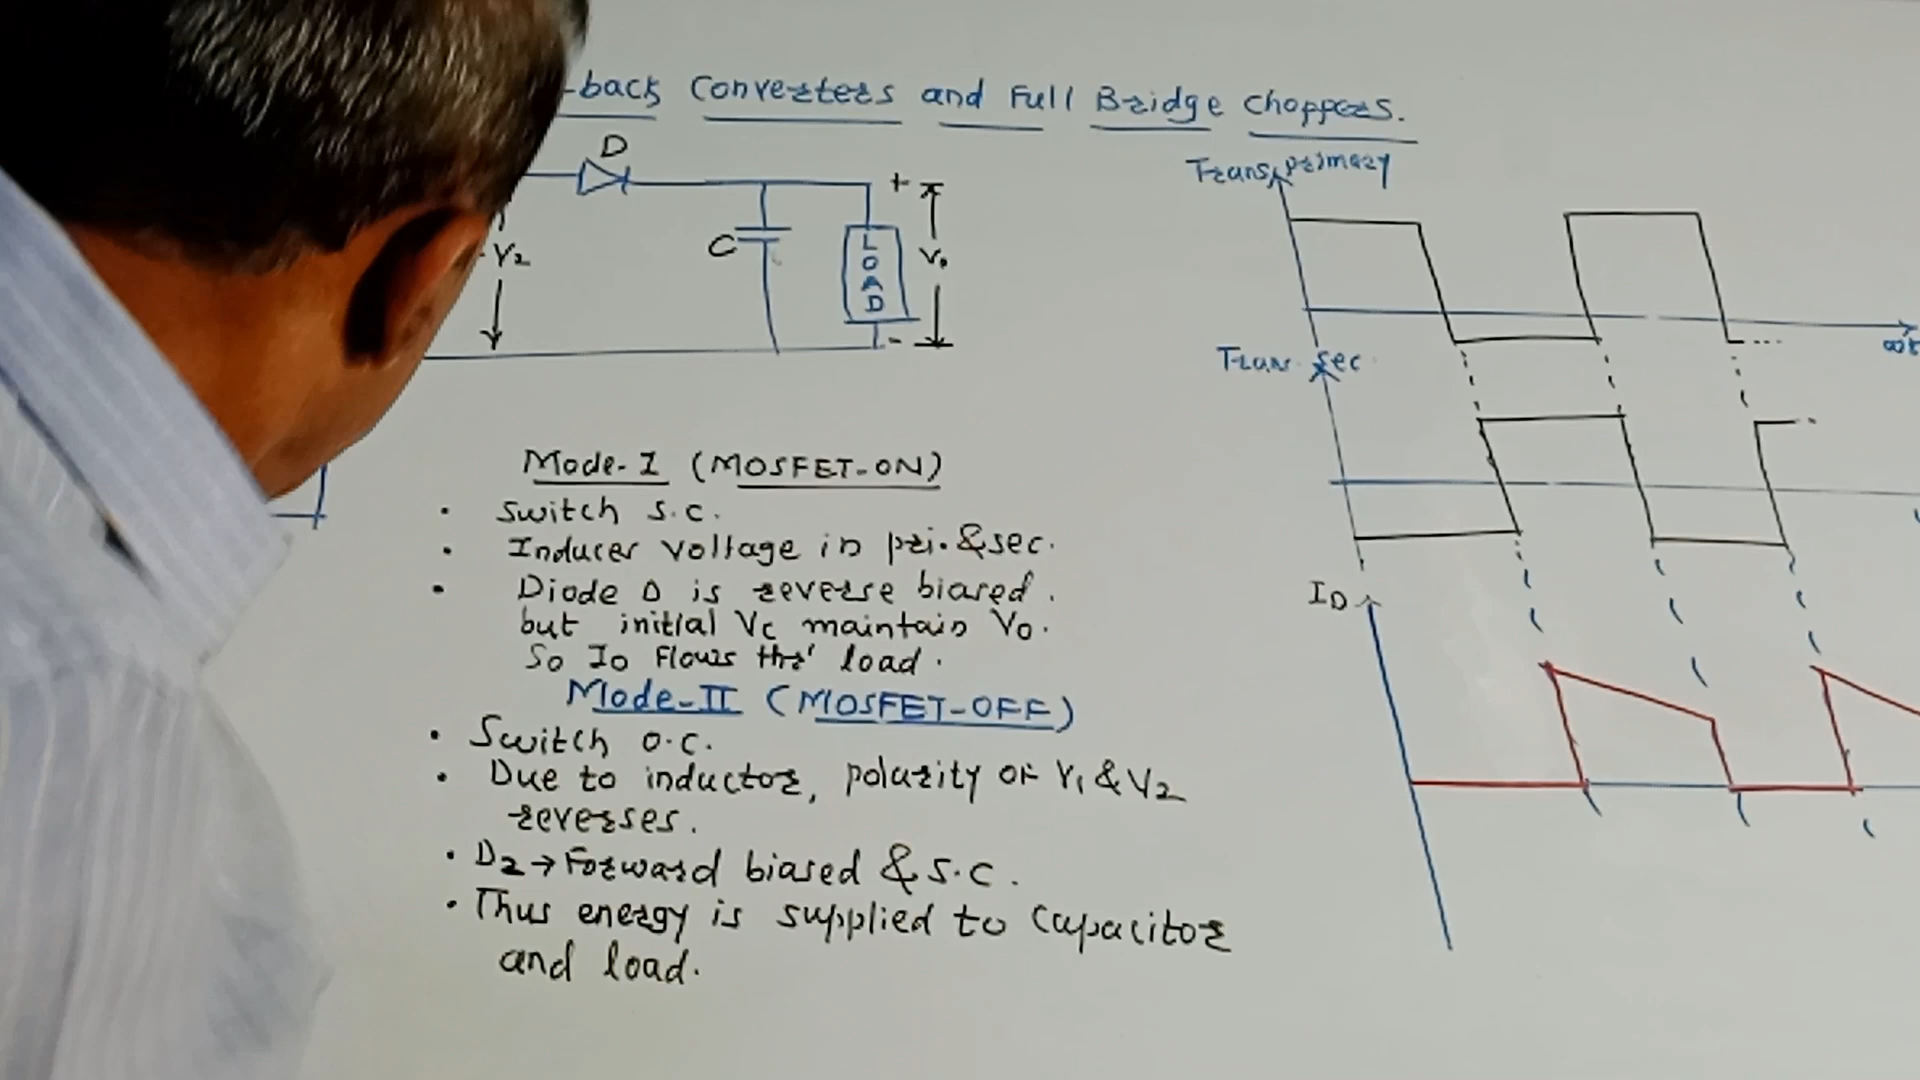 -back Converters and Full Bridge Choppers.
D
Trans. primary
+
V2
C
LOAD
Vo
-
ωt
Tran. Sec
Mode-I (MOSFET-ON)
• Switch s.c.
• Inducer voltage in pri. & sec.
• Diode D is reverse biased.
but initial Vc maintain Vo.
So Io Flows thr' load.
ID
Mode-II (MOSFET-OFF)
• Switch o.c.
• Due to inductor, polarity of V1 & V2
reverses.
• D2 → Forward biased & s.c.
• Thus energy is supplied to capacitor
and load.